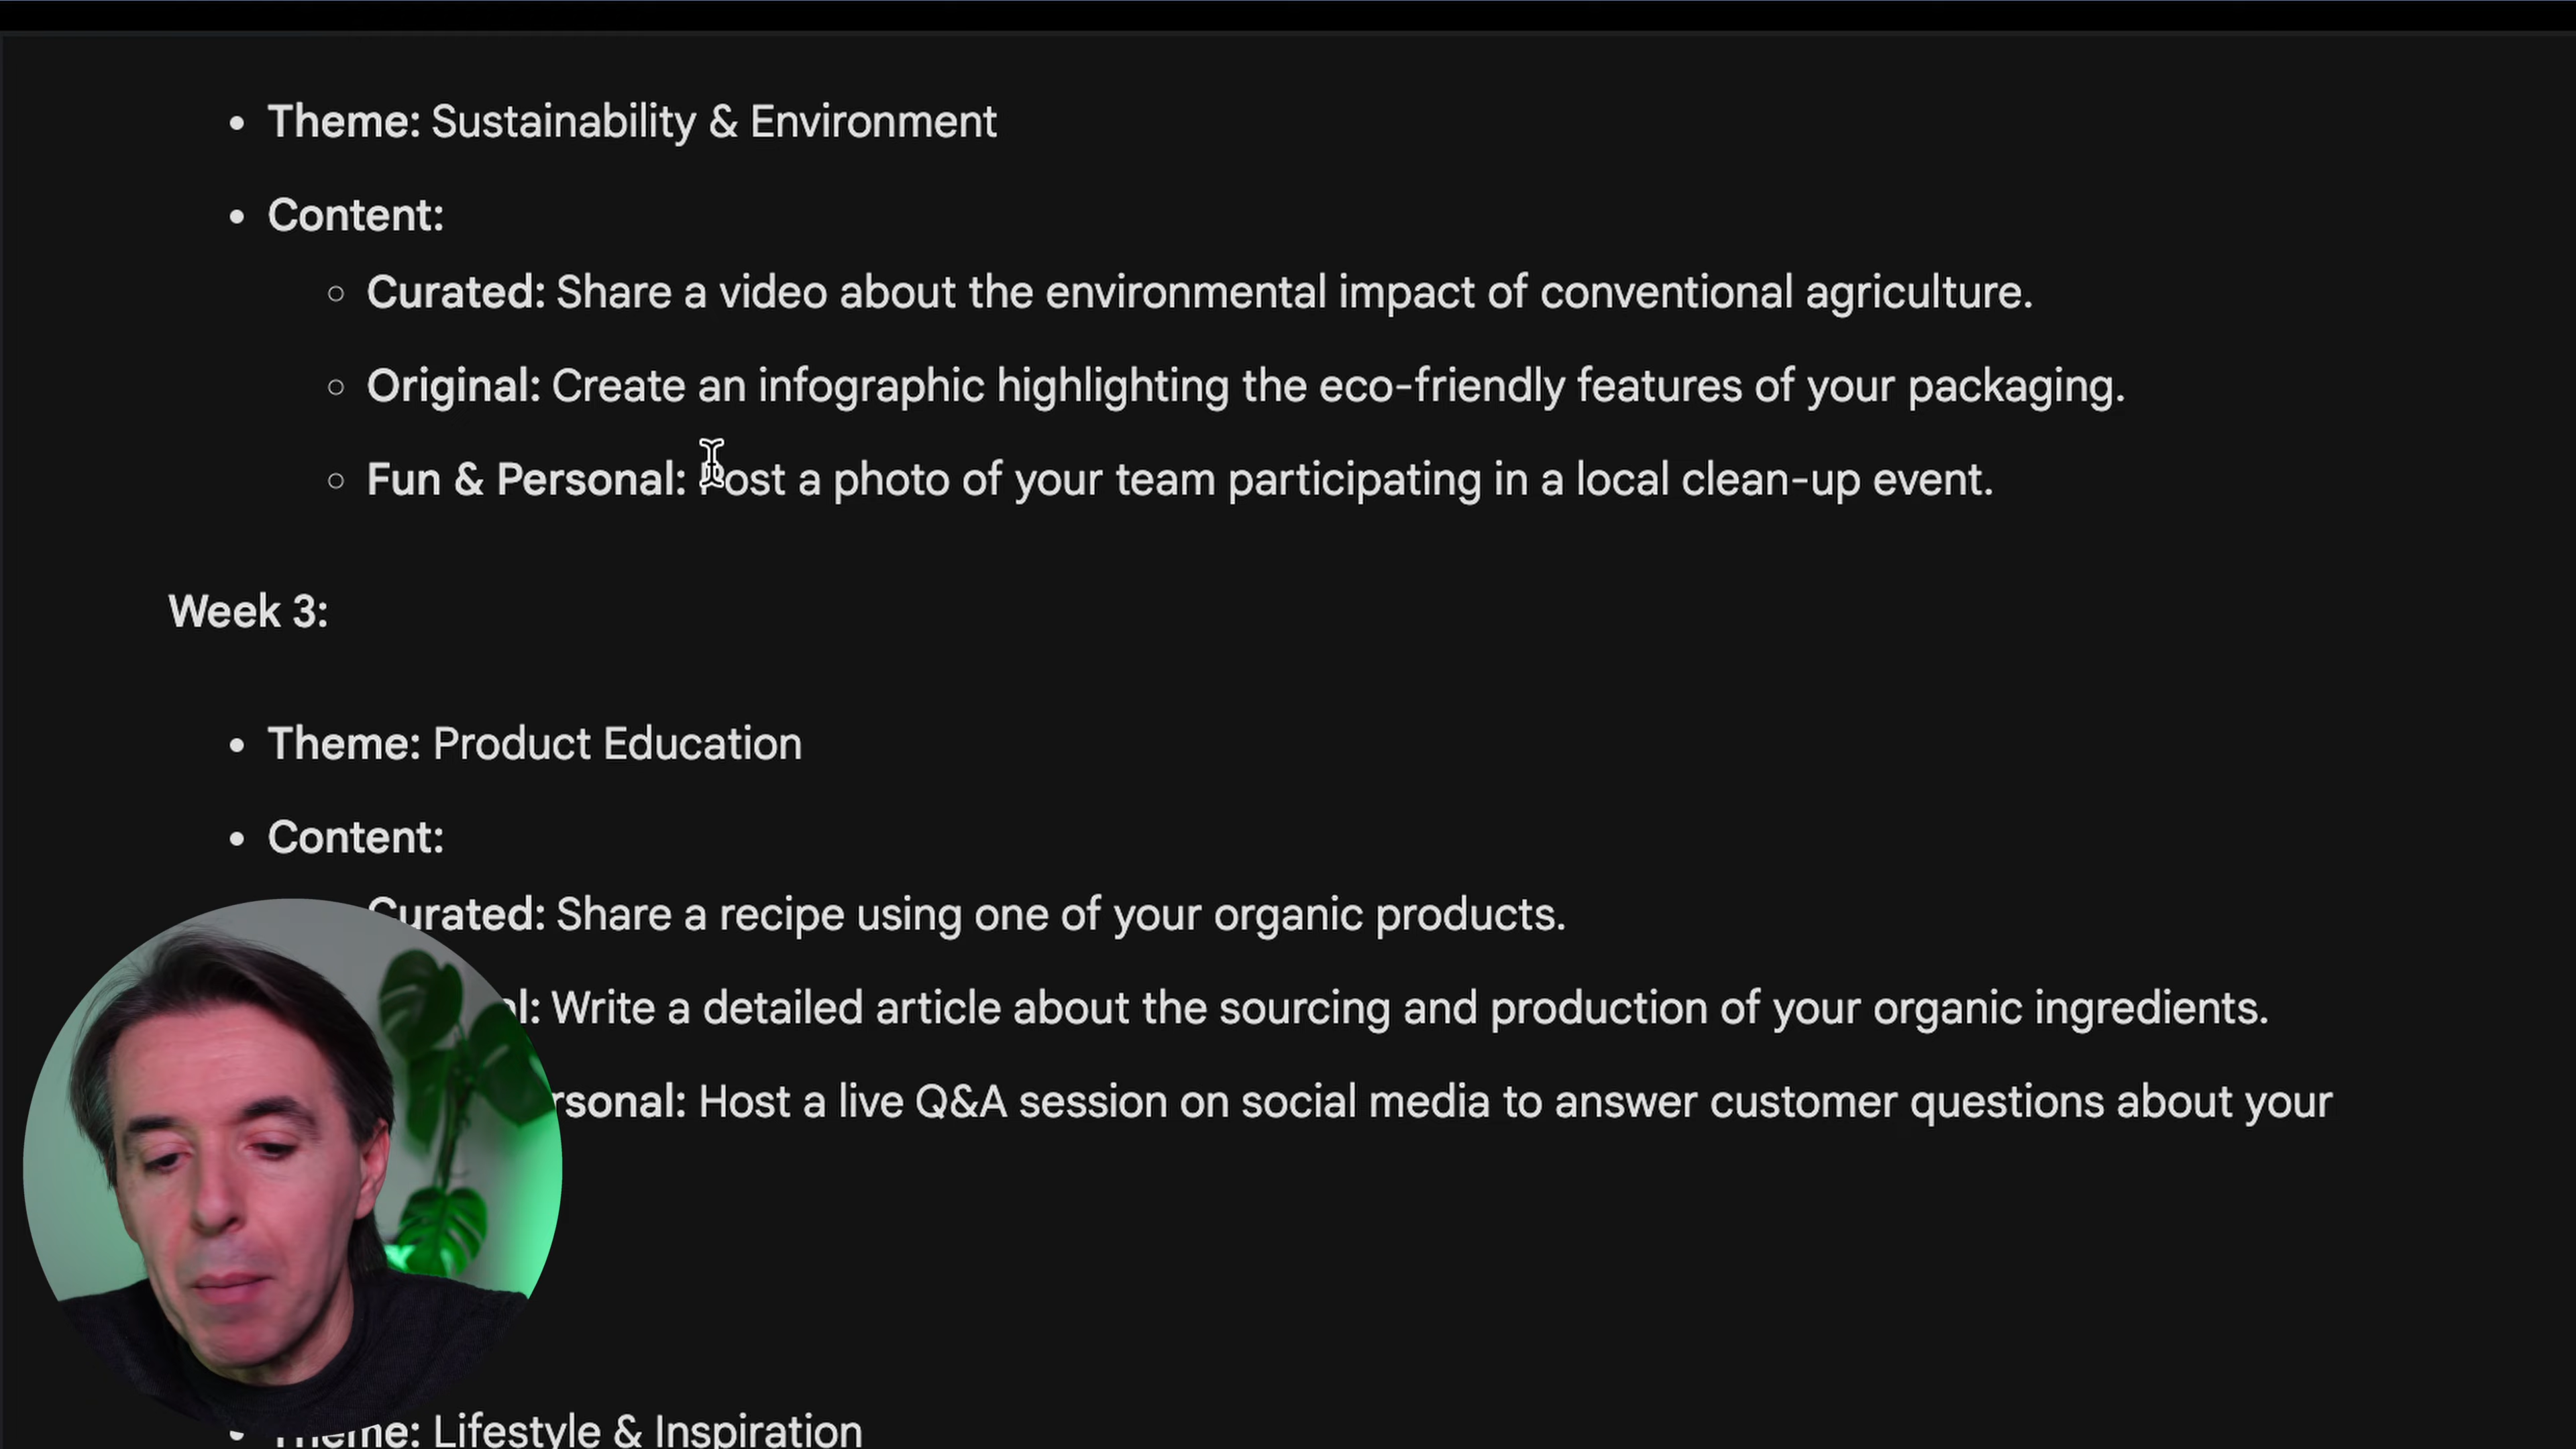 Theme: Sustainability & Environment
Content:
Curated: Share a video about the environmental impact of conventional agriculture.
Original: Create an infographic highlighting the eco-friendly features of your packaging.
Fun & Personal: Post a photo of your team participating in a local clean-up event.
Week 3:
Theme: Product Education
Content:
Curated: Share a recipe using one of your organic products.
al: Write a detailed article about the sourcing and production of your organic ingredients.
rsonal: Host a live Q&A session on social media to answer customer questions about your
Theme: Lifestyle & Inspiration